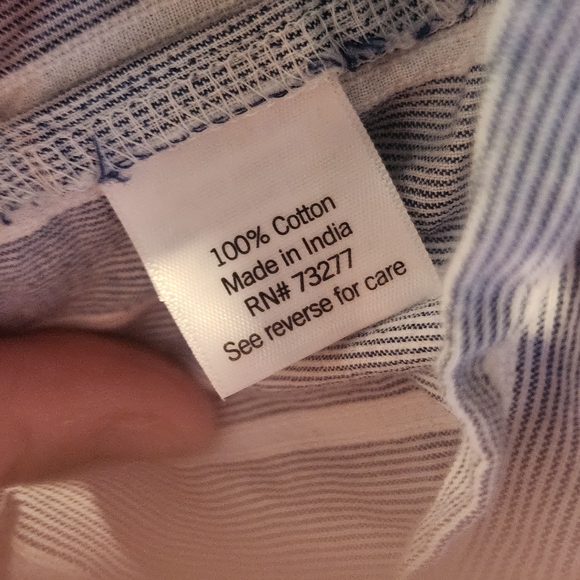 100% Cotton
Made in India
RN# 73277
See reverse for care